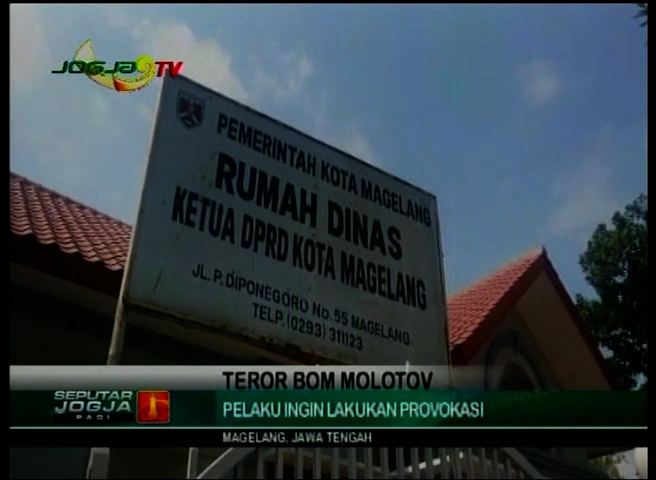 JOGJA TV
PEMERINTAH KOTA MAGELANG
RUMAH DINAS
KETUA DPRD KOTA MAGELANG
JL. P. DIPONEGORO No. 55 MAGELANG
TELP. (0293) 311123
TEROR BOM MOLOTOV
SEPUTAR
JOGJA
PAGI
PELAKU INGIN LAKUKAN PROVOKASI
MAGELANG, JAWA TENGAH